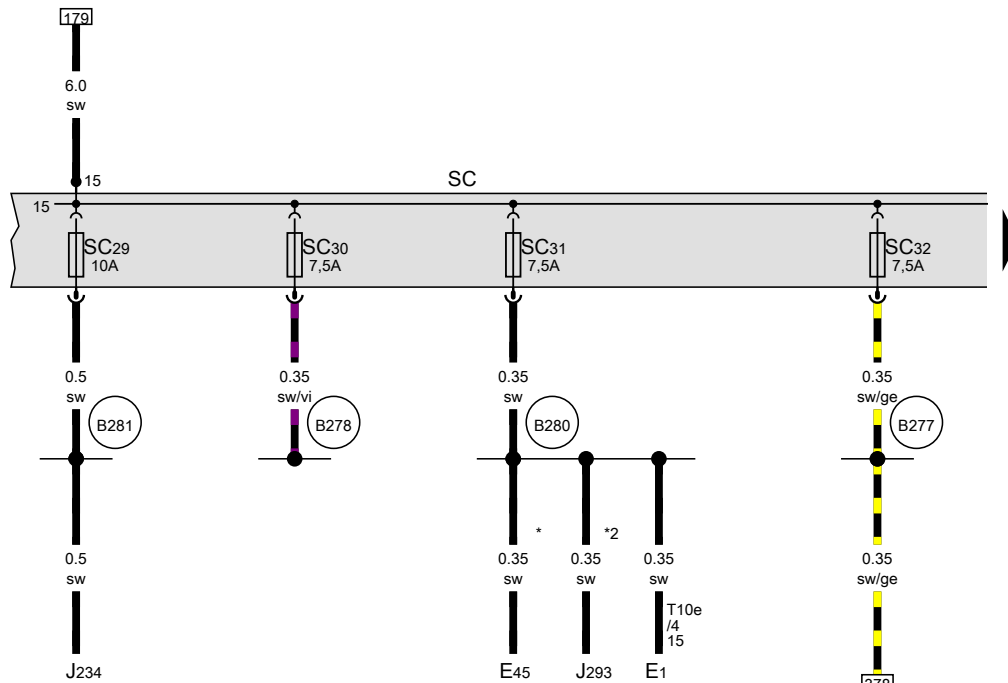 179
6.0
sw
15
SC
15
SC29
10A
SC30
7,5A
SC31
7,5A
SC32
7,5A
0.5
sw
0.35
sw/vi
0.35
sw
0.35
sw/ge
B281
B278
B280
B277
*
*2
0.5
sw
0.35
sw
0.35
sw
0.35
sw
0.35
sw/ge
T10e
/4
15
J234
E45
J293
E1